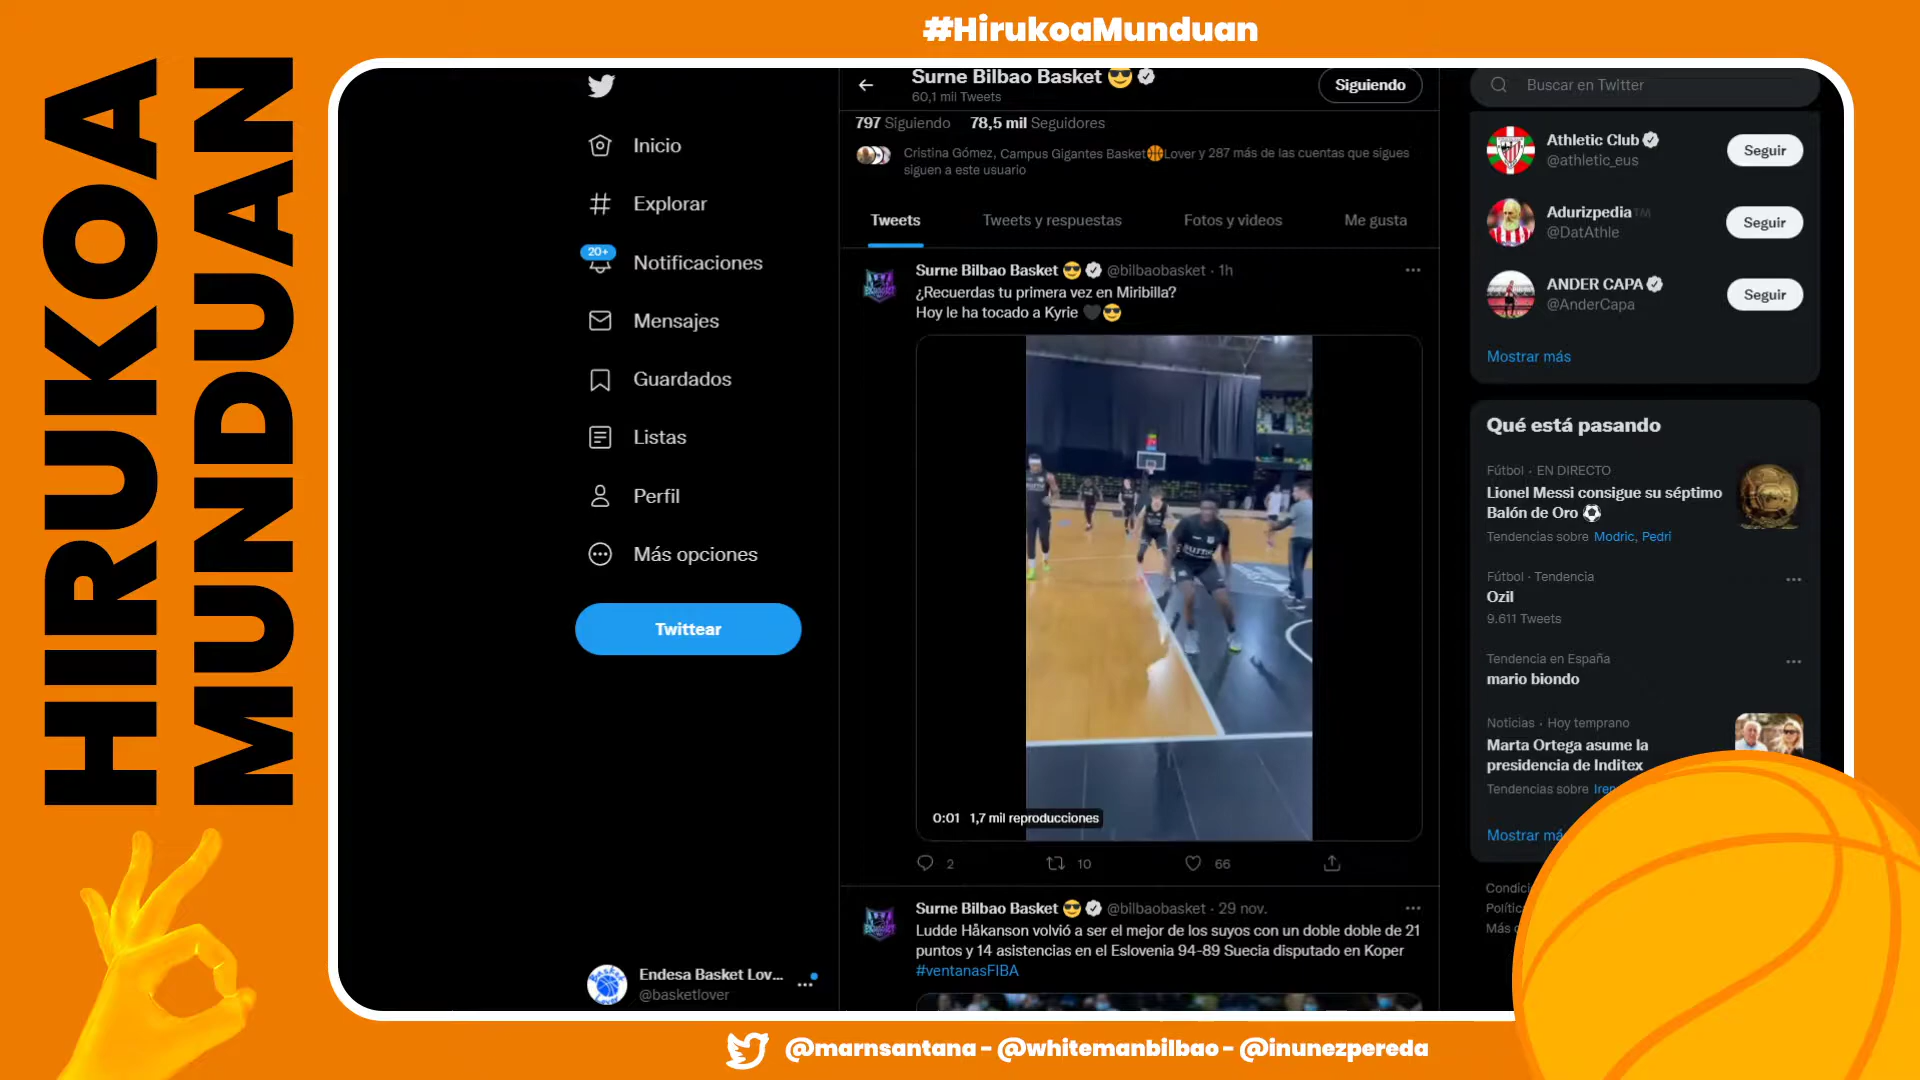 #HirukoaMunduan
HIRUKOA
MUNDUAN
Inicio
Explorar
20+
Notificaciones
Mensajes
Guardados
Listas
Perfil
Más opciones
Twittear
Endesa Basket Lov...
@basketlover
Surne Bilbao Basket
60,1 mil Tweets
Siguiendo
797 Siguiendo 78,5 mil Seguidores
Cristina Gómez, Campus Gigantes Basket🏀Lover y 287 más de las cuentas que sigues
siguen a este usuario
Tweets Tweets y respuestas Fotos y videos Me gusta
Surne Bilbao Basket 😎 @bilbaobasket · 1h
¿Recuerdas tu primera vez en Miribilla?
Hoy le ha tocado a Kyrie 🖤😎
0:01 1,7 mil reproducciones
2 10 66
Surne Bilbao Basket 😎 @bilbaobasket · 29 nov.
Ludde Håkanson volvió a ser el mejor de los suyos con un doble doble de 21
puntos y 14 asistencias en el Eslovenia 94-89 Suecia disputado en Koper
#ventanasFIBA
Buscar en Twitter
Athletic Club
@athletic_eus
Seguir
Adurizpedia™
@DatAthle
Seguir
ANDER CAPA
@AnderCapa
Seguir
Mostrar más
Qué está pasando
Fútbol · EN DIRECTO
Lionel Messi consigue su séptimo
Balón de Oro ⚽
Tendencias sobre Modric, Pedri
Fútbol · Tendencia
Ozil
9.611 Tweets
Tendencia en España
mario biondo
Noticias · Hoy temprano
Marta Ortega asume la
presidencia de Inditex
Tendencias sobre
Mostrar
@marnsantana - @whitemanbilbao - @inunezpereda